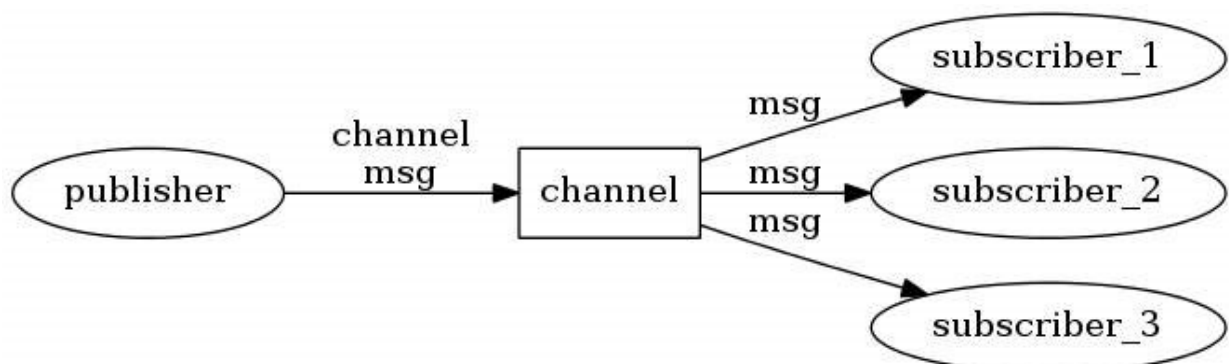 publisher
channel
msg
channel
msg
msg
msg
subscriber_1
subscriber_2
subscriber_3